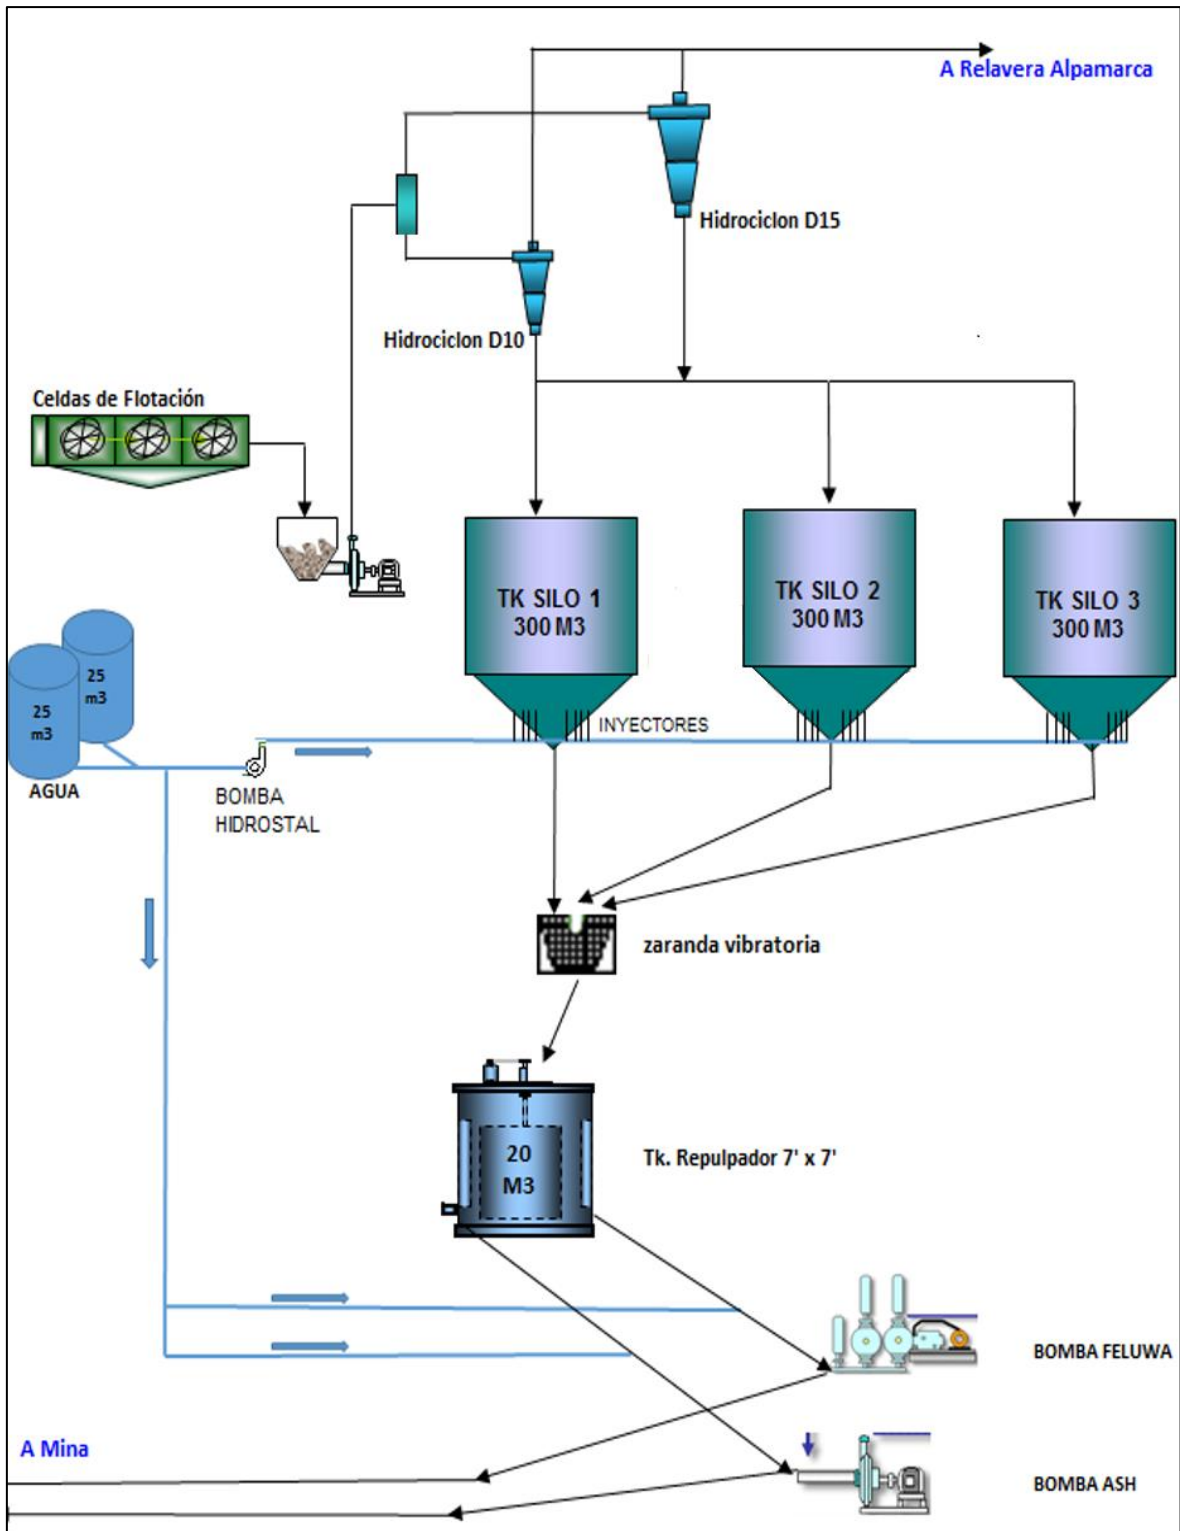 A Relavera Alpamarca
Hidrociclon D15
Hidrociclon D10
Celdas de Flotación
TK SILO 1
300 M3
TK SILO 2
300 M3
TK SILO 3
300 M3
25
m3
25
m3
INYECTORES
AGUA
BOMBA
HIDROSTAL
zaranda vibratoria
20
M3
Tk. Repulpador 7' x 7'
BOMBA FELUWA
A Mina
BOMBA ASH